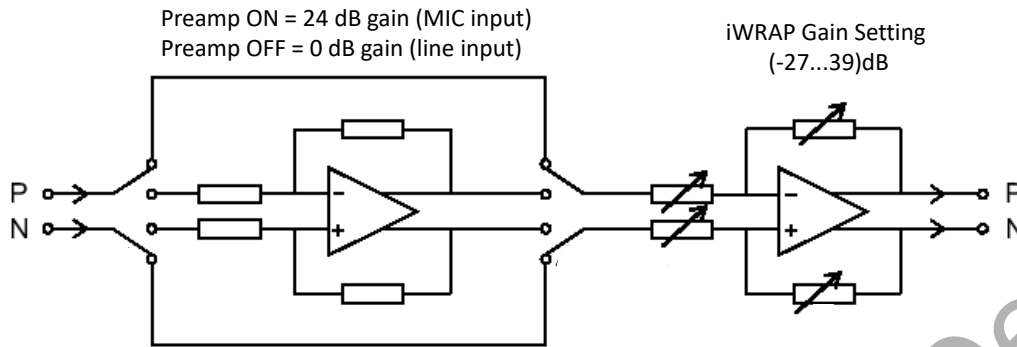 Preamp ON = 24 dB gain (MIC input)
Preamp OFF = 0 dB gain (line input)
iWRAP Gain Setting
(-27...39)dB
P
N
−
+
−
+
P
N